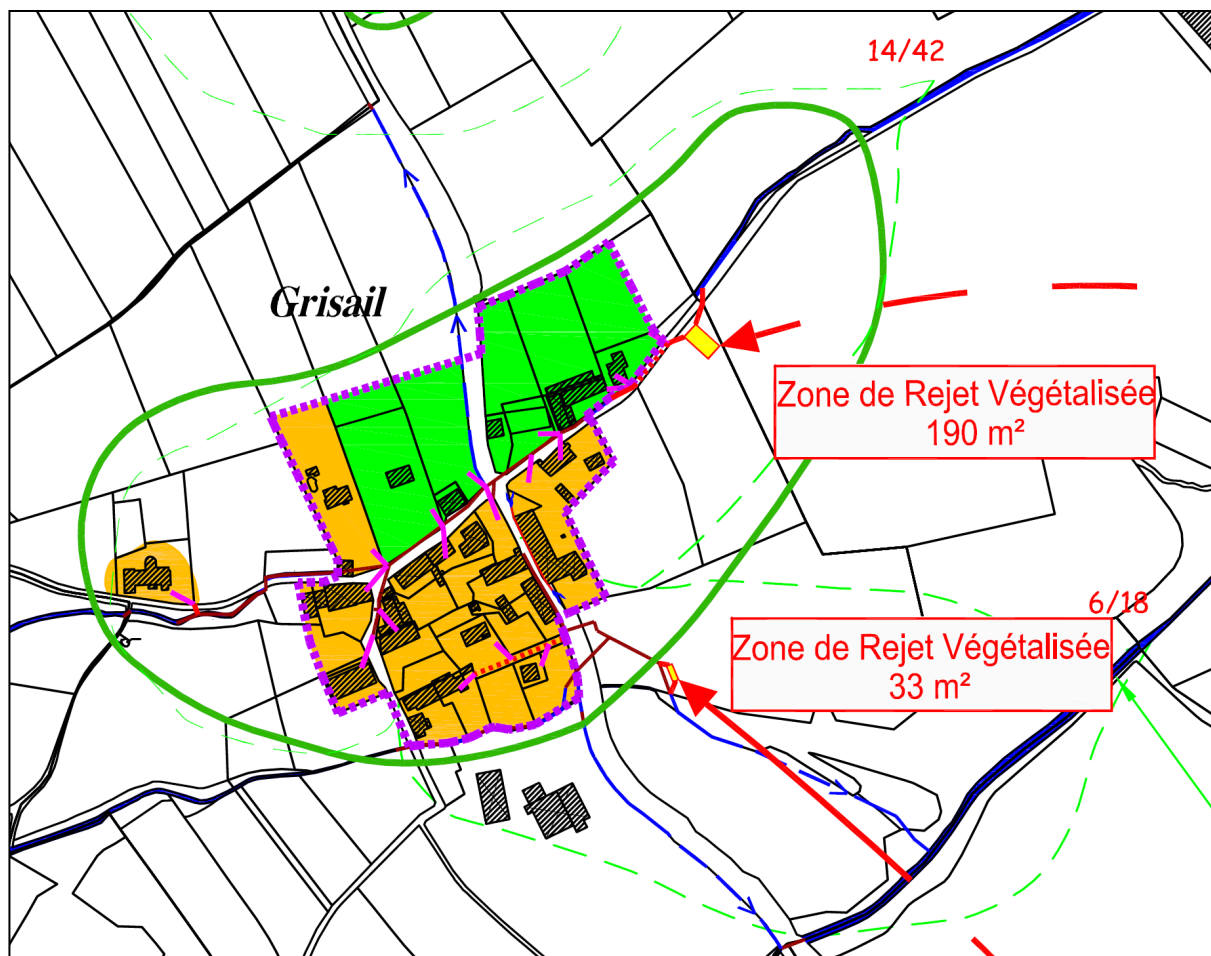 14/42
Grisail
Zone de Rejet Végétalisée
190 m²
6/18
Zone de Rejet Végétalisée
33 m²